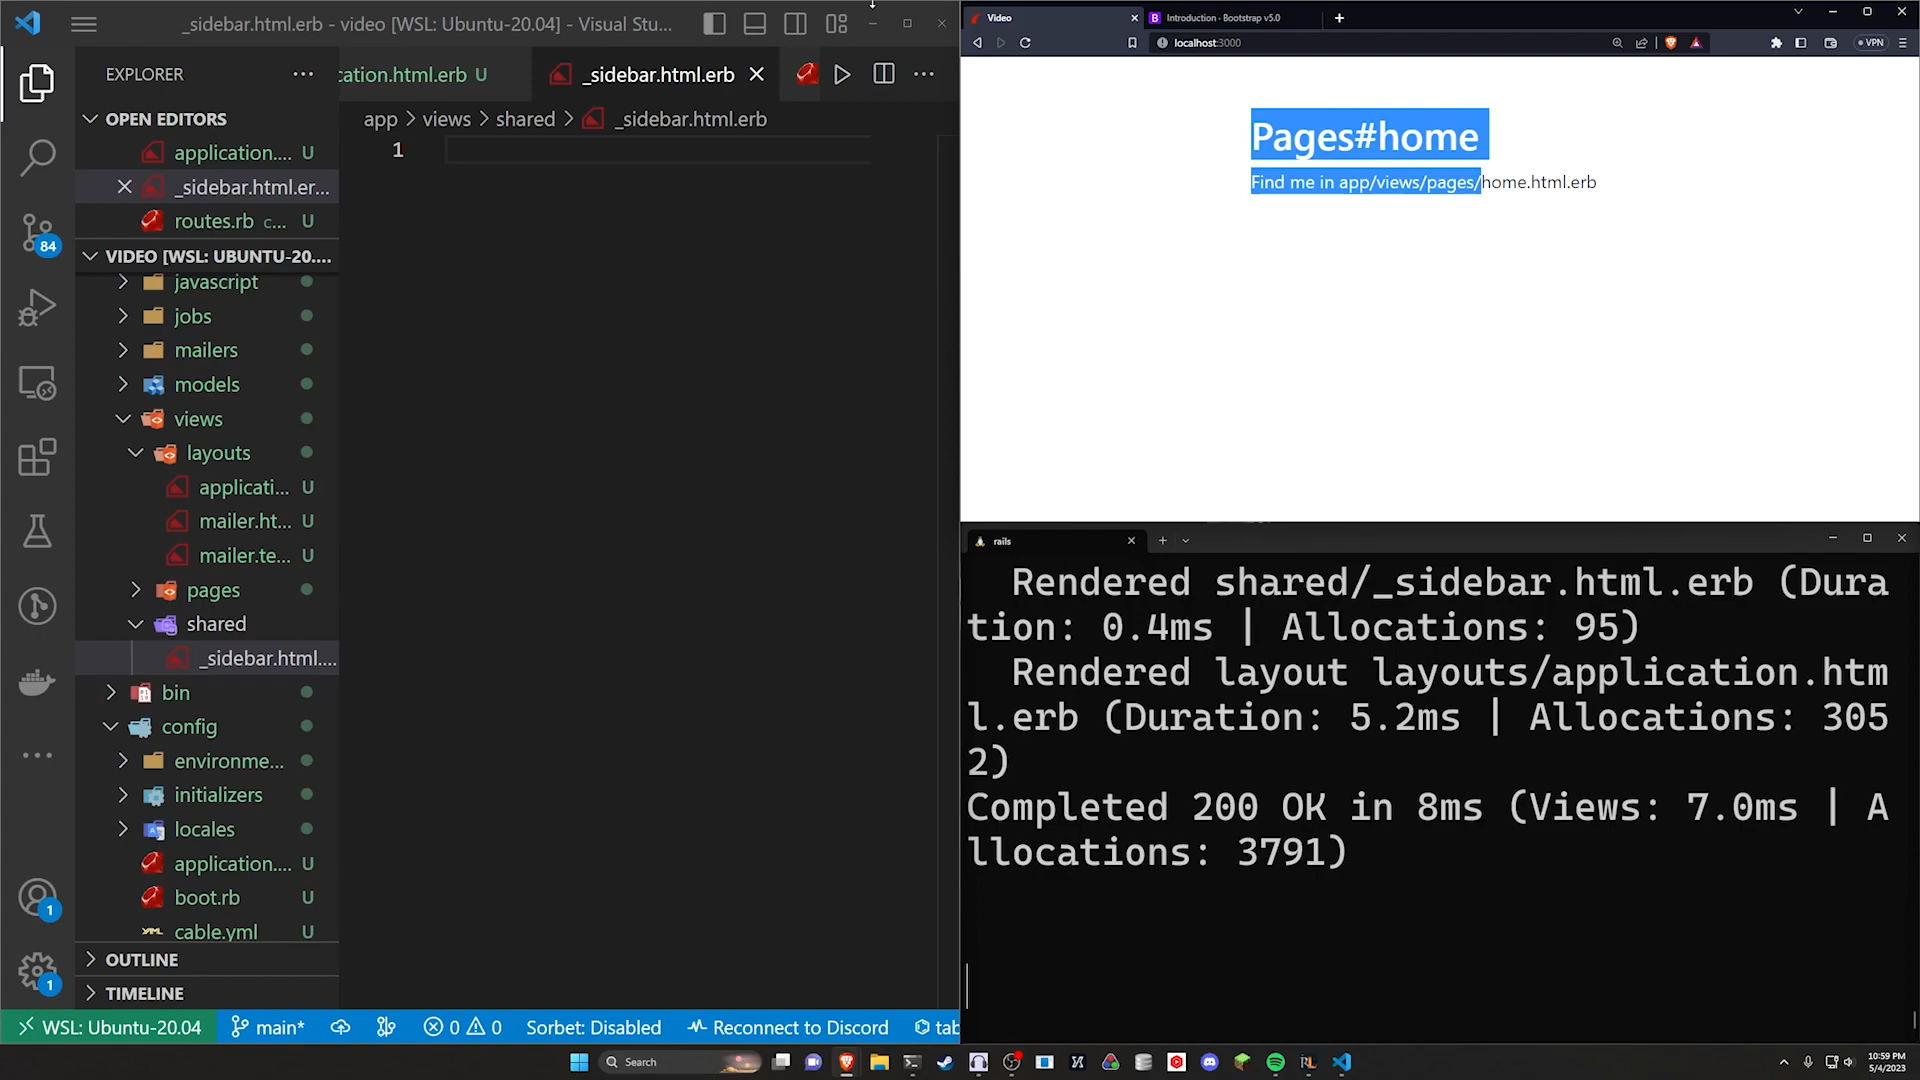 _sidebar.html.erb - video [WSL: Ubuntu-20.04] - Visual Stu...
EXPLORER
OPEN EDITORS
application.... U
_sidebar.html.er...
routes.rb c... U
VIDEO [WSL: UBUNTU-20....
javascript
jobs
mailers
models
views
layouts
applicati... U
mailer.ht... U
mailer.te... U
pages
shared
_sidebar.html....
bin
config
environme...
initializers
locales
application.... U
boot.rb U
cable.yml U
OUTLINE
TIMELINE
84
1
1
cation.html.erb U
_sidebar.html.erb
app > views > shared > _sidebar.html.erb
1
WSL: Ubuntu-20.04 main* 0 0 Sorbet: Disabled Reconnect to Discord tab
Video
Introduction · Bootstrap v5.0
localhost:3000
VPN
Pages#home
Find me in app/views/pages/home.html.erb
rails
Rendered shared/_sidebar.html.erb (Dura
tion: 0.4ms | Allocations: 95)
Rendered layout layouts/application.htm
l.erb (Duration: 5.2ms | Allocations: 305
2)
Completed 200 OK in 8ms (Views: 7.0ms | A
llocations: 3791)
Search
10:59 PM
5/4/2023